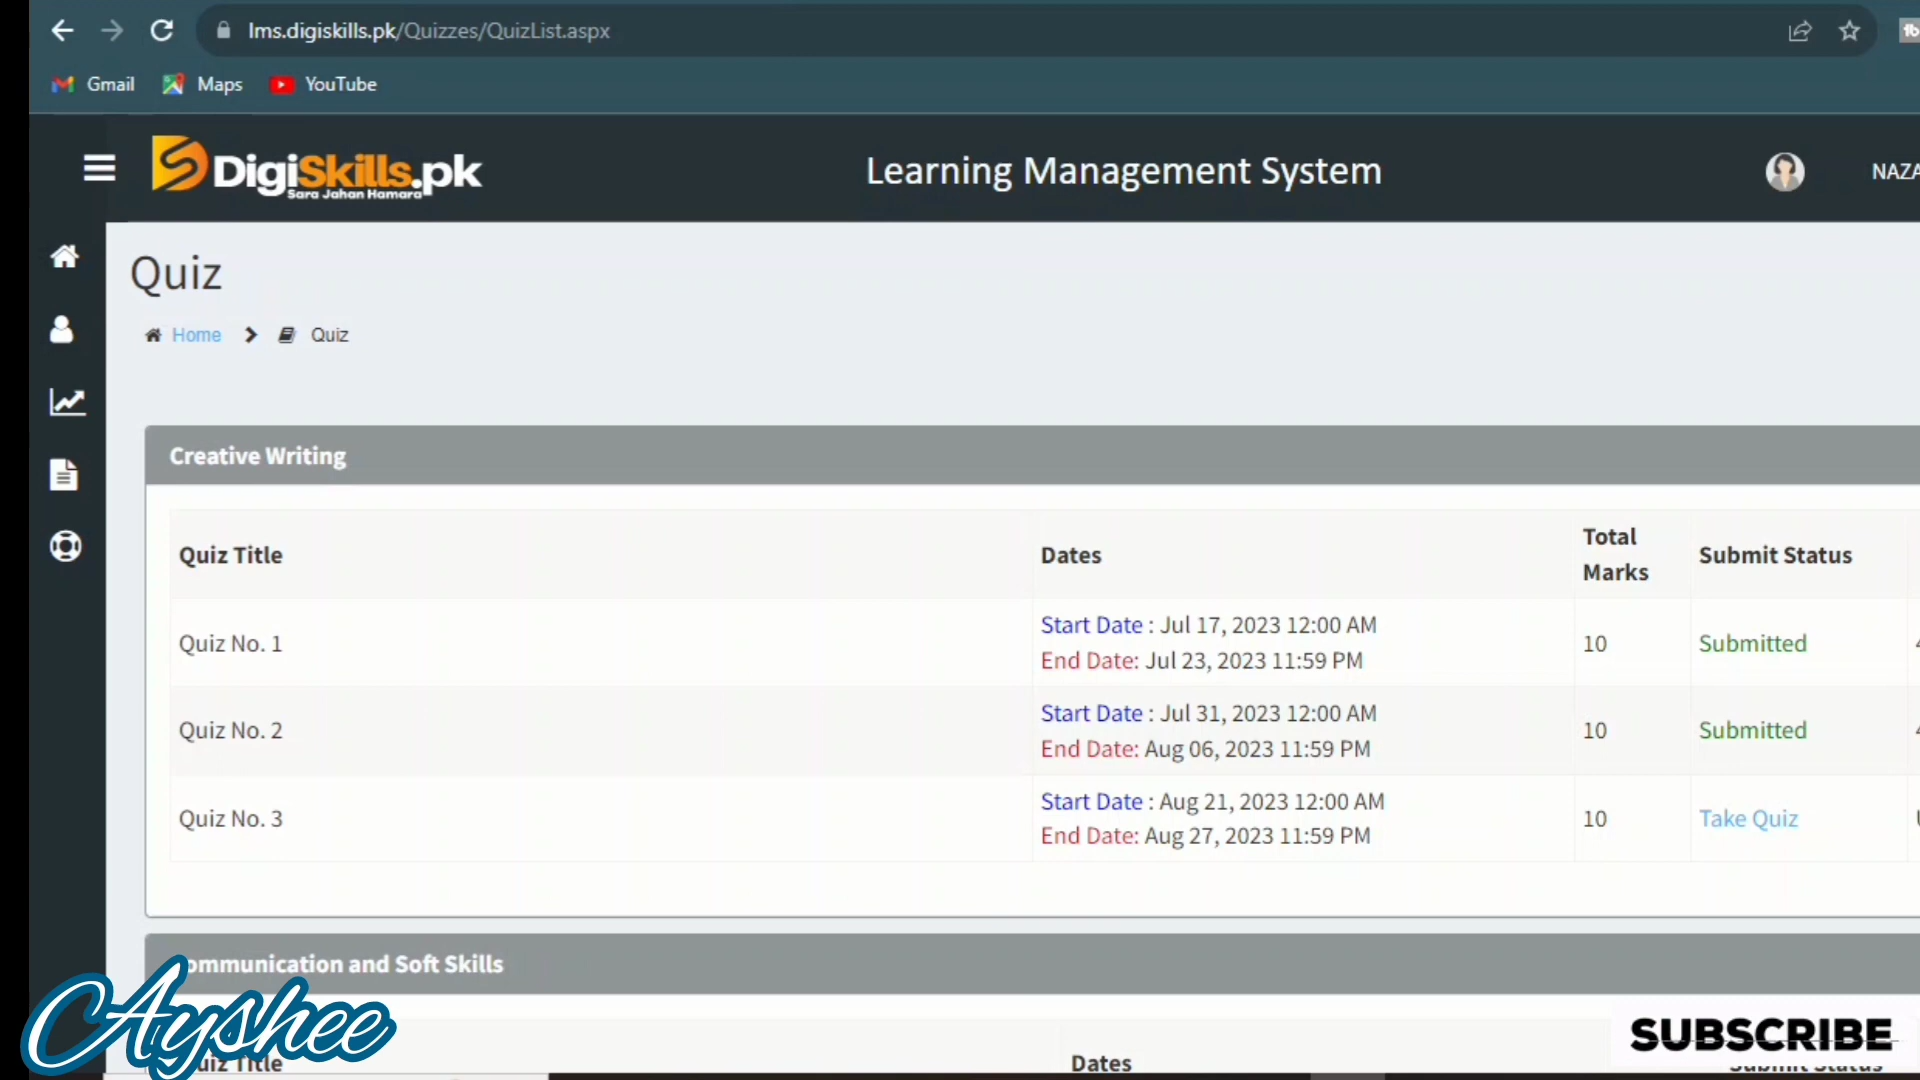 lms.digiskills.pk/Quizzes/QuizList.aspx
Gmail Maps YouTube
DigiSkills.pk
Sara Jahan Hamara
Learning Management System
Quiz
Home Quiz
Creative Writing
Quiz Title Dates Total Marks Submit Status
Quiz No. 1 Start Date : Jul 17, 2023 12:00 AM 10 Submitted
End Date: Jul 23, 2023 11:59 PM
Quiz No. 2 Start Date : Jul 31, 2023 12:00 AM 10 Submitted
End Date: Aug 06, 2023 11:59 PM
Quiz No. 3 Start Date : Aug 21, 2023 12:00 AM 10 Take Quiz
End Date: Aug 27, 2023 11:59 PM
ommunication and Soft Skills
Ayshee
SUBSCRIBE
uiz Title Dates Submit Status